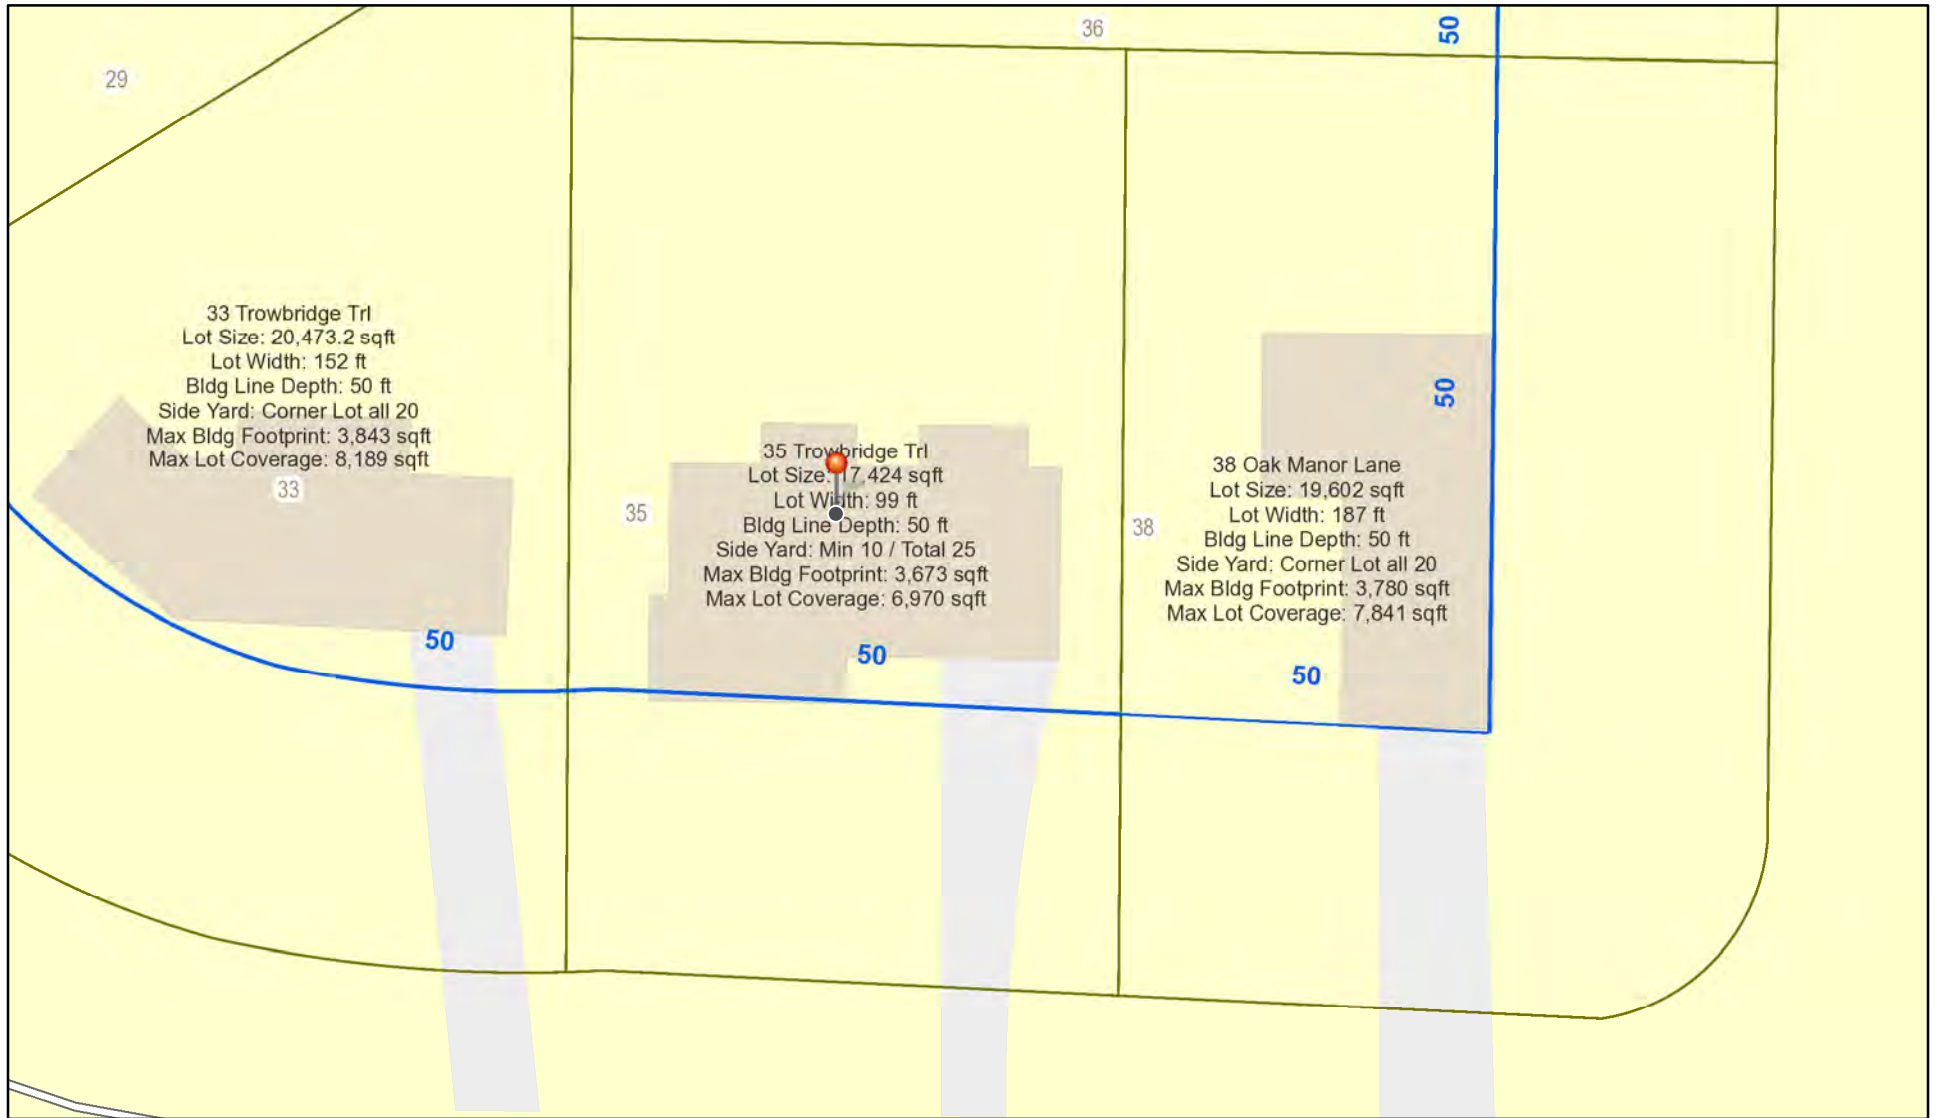 36
50
29
33 Trowbridge Trl
Lot Size: 20,473.2 sqft
Lot Width: 152 ft
Bldg Line Depth: 50 ft
Side Yard: Corner Lot all 20
Max Bldg Footprint: 3,843 sqft
Max Lot Coverage: 8,189 sqft
33
50
35
35 Trowbridge Trl
Lot Size: 17,424 sqft
Lot Width: 99 ft
Bldg Line Depth: 50 ft
Side Yard: Min 10 / Total 25
Max Bldg Footprint: 3,673 sqft
Max Lot Coverage: 6,970 sqft
50
50
38
38 Oak Manor Lane
Lot Size: 19,602 sqft
Lot Width: 187 ft
Bldg Line Depth: 50 ft
Side Yard: Corner Lot all 20
Max Bldg Footprint: 3,780 sqft
Max Lot Coverage: 7,841 sqft
50